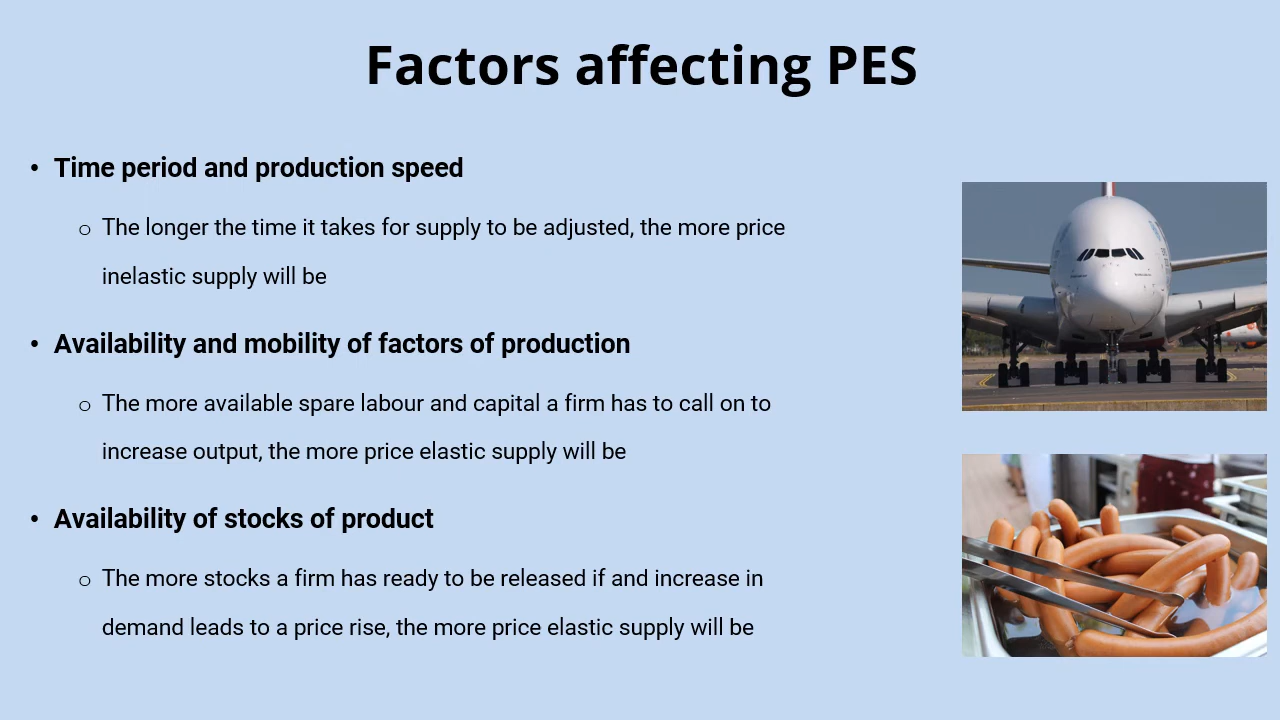 Factors affecting PES
• Time period and production speed
o The longer the time it takes for supply to be adjusted, the more price
inelastic supply will be
• Availability and mobility of factors of production
o The more available spare labour and capital a firm has to call on to
increase output, the more price elastic supply will be
• Availability of stocks of product
o The more stocks a firm has ready to be released if and increase in
demand leads to a price rise, the more price elastic supply will be